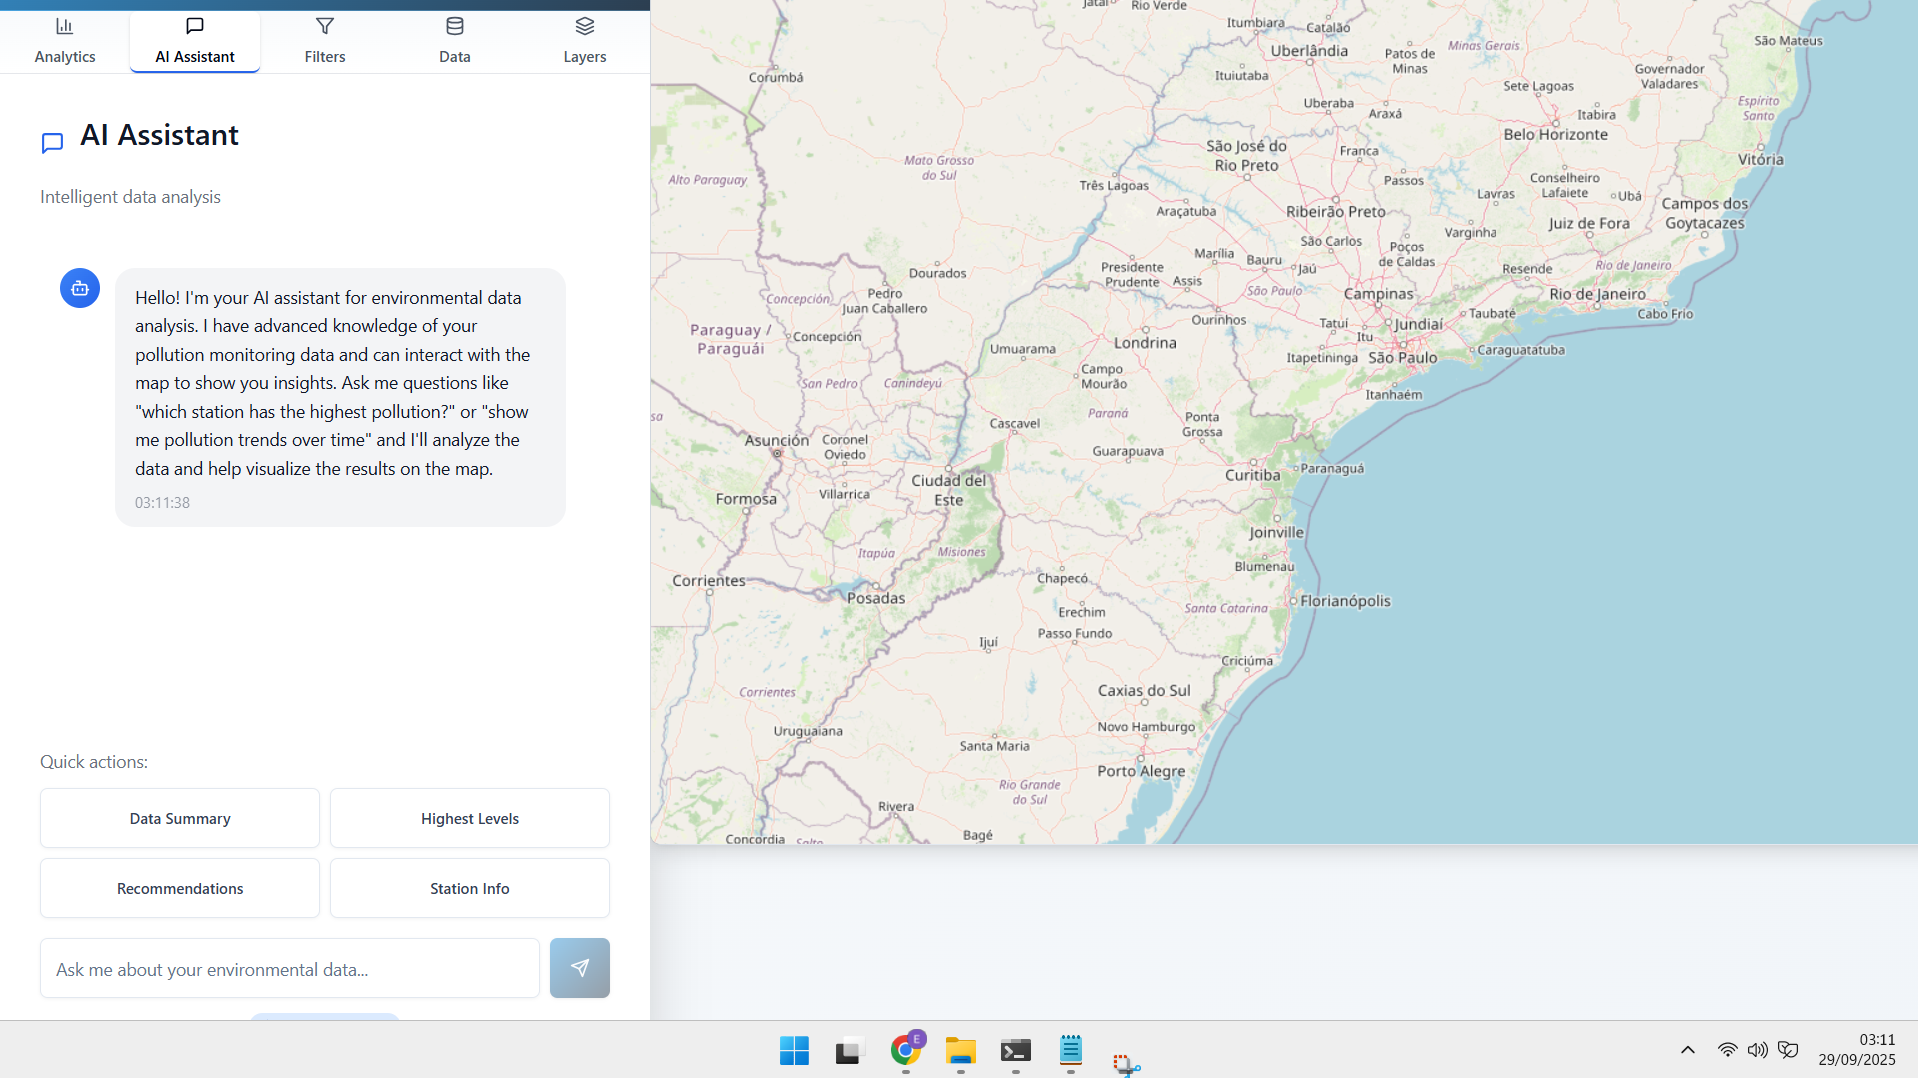 Analytics
AI Assistant
Filters
Data
Layers
AI Assistant
Intelligent data analysis
Hello! I'm your AI assistant for environmental data
analysis. I have advanced knowledge of your
pollution monitoring data and can interact with the
map to show you insights. Ask me questions like
"which station has the highest pollution?" or "show
me pollution trends over time" and I'll analyze the
data and help visualize the results on the map.
03:11:38
Quick actions:
Data Summary
Highest Levels
Recommendations
Station Info
Ask me about your environmental data...
Jataí
Rio Verde
Itumbiara
Catalão
Uberlândia
Patos de
Minas
Minas Gerais
São Mateus
Corumbá
Ituiutaba
Governador
Valadares
Sete Lagoas
Uberaba
Araxá
Itabira
Espírito
Santo
Belo Horizonte
São José do
Rio Preto
Franca
Vitória
Mato Grosso
do Sul
Alto Paraguay
Três Lagoas
Passos
Conselheiro
Lafaiete
Lavras
Ubá
Araçatuba
Ribeirão Preto
Campos dos
Goytacazes
Juiz de Fora
Varginha
São Carlos
Poços
de Caldas
Marília
Bauru
Jaú
Dourados
Presidente
Prudente
Assis
Resende
Rio de Janeiro
Concepción
Pedro
Juan Caballero
São Paulo
Campinas
Rio de Janeiro
Cabo Frio
Ourinhos
Tatuí
Jundiaí
Taubaté
Paraguay /
Paraguái
Concepción
Londrina
Itu
Umuarama
Itapetininga
São Paulo
Caraguatatuba
Campo
Mourão
San Pedro
Canindeyú
Itanhaém
sa
Paraná
Ponta
Grossa
Cascavel
Asunción
Coronel
Oviedo
Guarapuava
Curitiba
Paranaguá
Ciudad del
Este
Villarrica
Formosa
Joinville
Itapúa
Misiones
Blumenau
Corrientes
Chapecó
Posadas
Florianópolis
Erechim
Santa Catarina
Passo Fundo
Ijuí
Criciúma
Corrientes
Caxias do Sul
Uruguaiana
Novo Hamburgo
Santa Maria
Porto Alegre
Rio Grande
do Sul
Rivera
Concordia
Salto
Bagé
E
03:11
29/09/2025